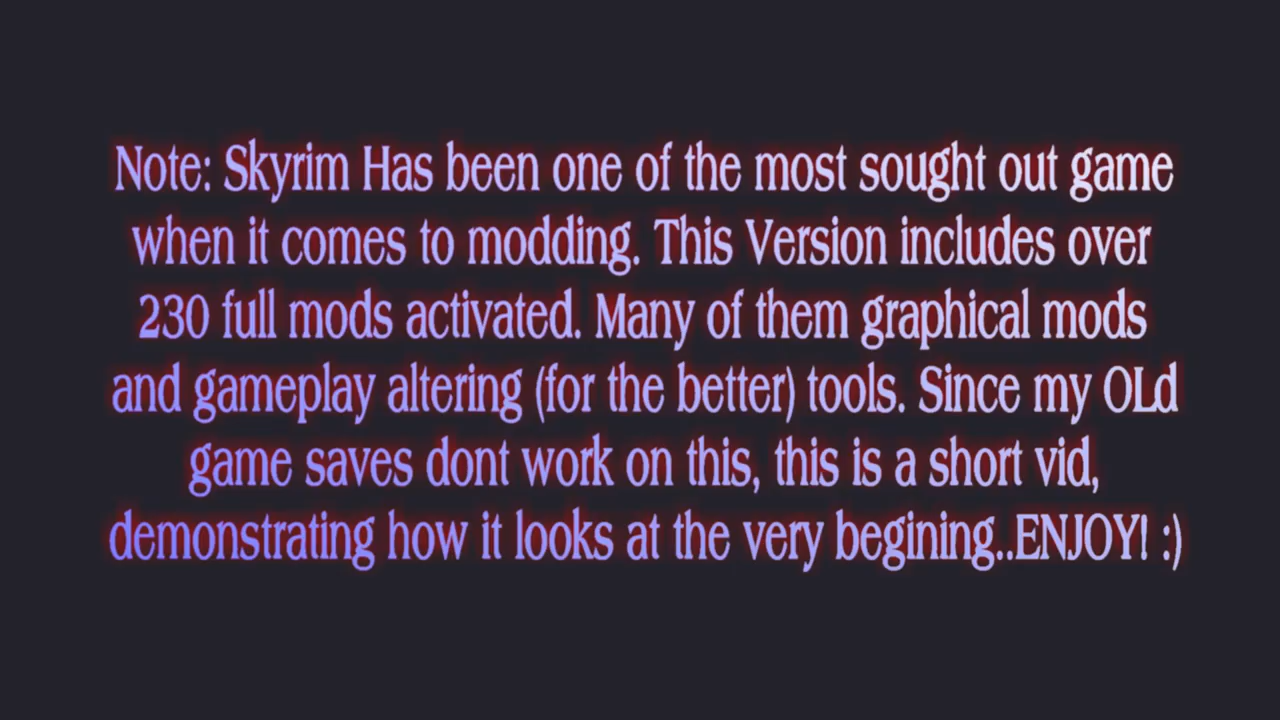 Note: Skyrim Has been one of the most sought out game
when it comes to modding. This Version includes over
230 full mods activated. Many of them graphical mods
and gameplay altering (for the better) tools. Since my OLd
game saves dont work on this, this is a short vid,
demonstrating how it looks at the very begining..ENJOY! :)